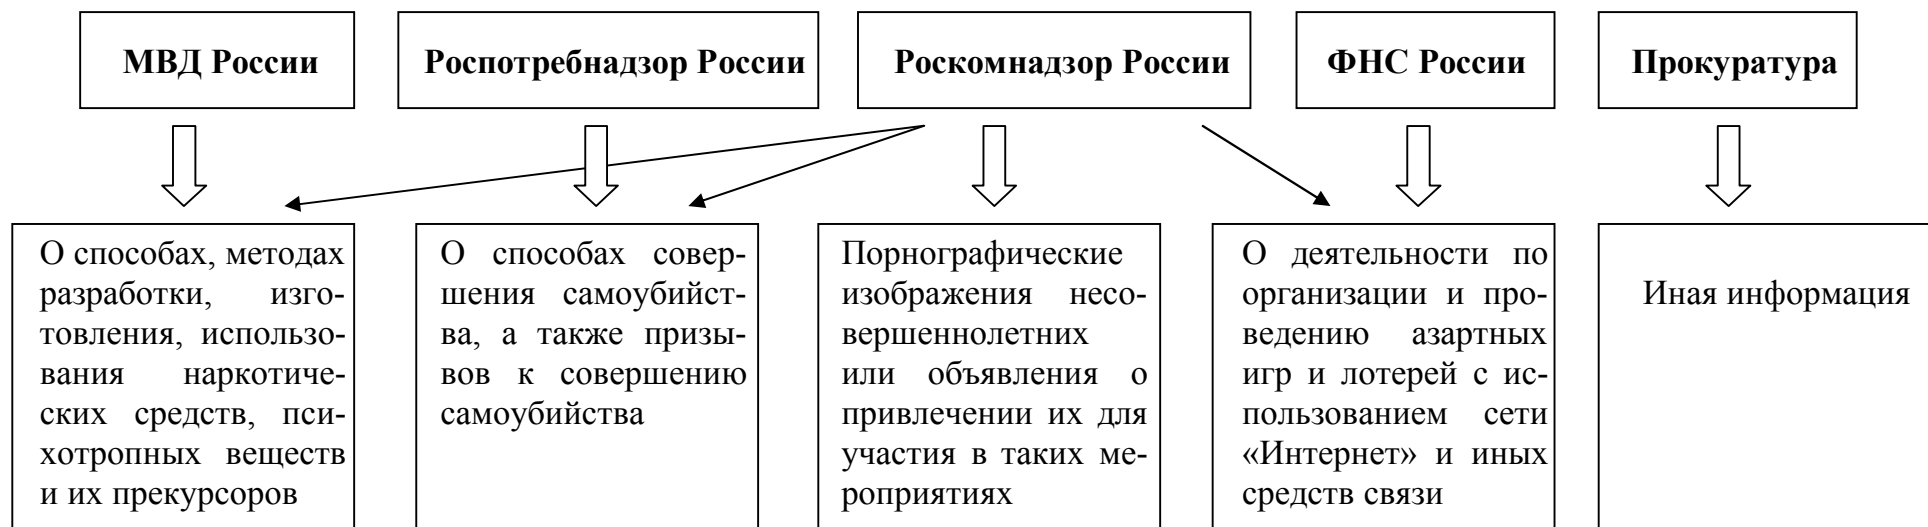 МВД России
Роспотребнадзор России
Роскомнадзор России
ФНС России
Прокуратура
О способах, методах
разработки, изго-
товления, использо-
вания наркотиче-
ских средств, пси-
хотропных веществ
и их прекурсоров
О способах совер-
шения самоубийст-
ва, а также призы-
вов к совершению
самоубийства
Порнографические
изображения несо-
вершеннолетних
или объявления о
привлечении их для
участия в таких ме-
роприятиях
О деятельности по
организации и про-
ведению азартных
игр и лотерей с ис-
пользованием сети
«Интернет» и иных
средств связи
Иная информация